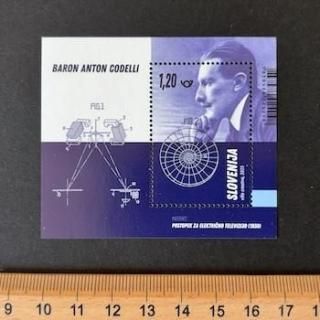 BARON ANTON CODELLI
1,20
FIG.1
SLOVENIJA
PATENT:
POSTOPEK ZA ELEKTRIČNO TELEVIZIJO (1930)
9 10 11 12 13 14 15 16 17